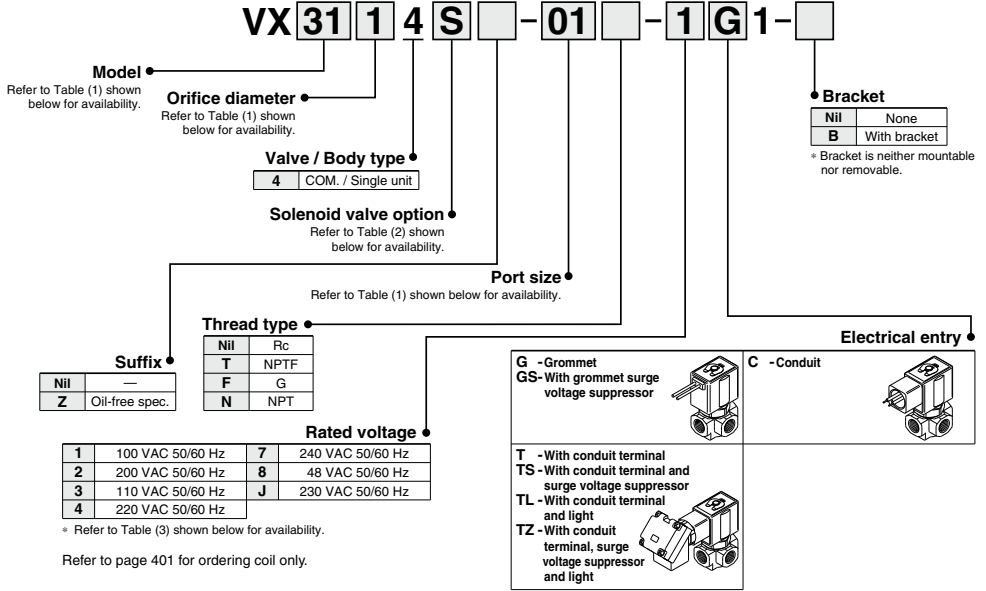 VX 31 1 4 S - 01 - 1 G 1 -
Model
Refer to Table (1) shown
below for availability.
Orifice diameter
Refer to Table (1) shown
below for availability.
Valve / Body type
4 COM. / Single unit
Solenoid valve option
Refer to Table (2) shown
below for availability.
Port size
Refer to Table (1) shown below for availability.
Bracket
Nil None
B With bracket
* Bracket is neither mountable
nor removable.
Suffix
Nil —
Z Oil-free spec.
Thread type
Nil Rc
T NPTF
F G
N NPT
Rated voltage
1 100 VAC 50/60 Hz 7 240 VAC 50/60 Hz
2 200 VAC 50/60 Hz 8 48 VAC 50/60 Hz
3 110 VAC 50/60 Hz J 230 VAC 50/60 Hz
4 220 VAC 50/60 Hz
* Refer to Table (3) shown below for availability.
Refer to page 401 for ordering coil only.
Electrical entry
G - Grommet
GS - With grommet surge
voltage suppressor
C - Conduit
T - With conduit terminal
TS - With conduit terminal and
surge voltage suppressor
TL - With conduit terminal
and light
TZ - With conduit
terminal, surge
voltage suppressor
and light